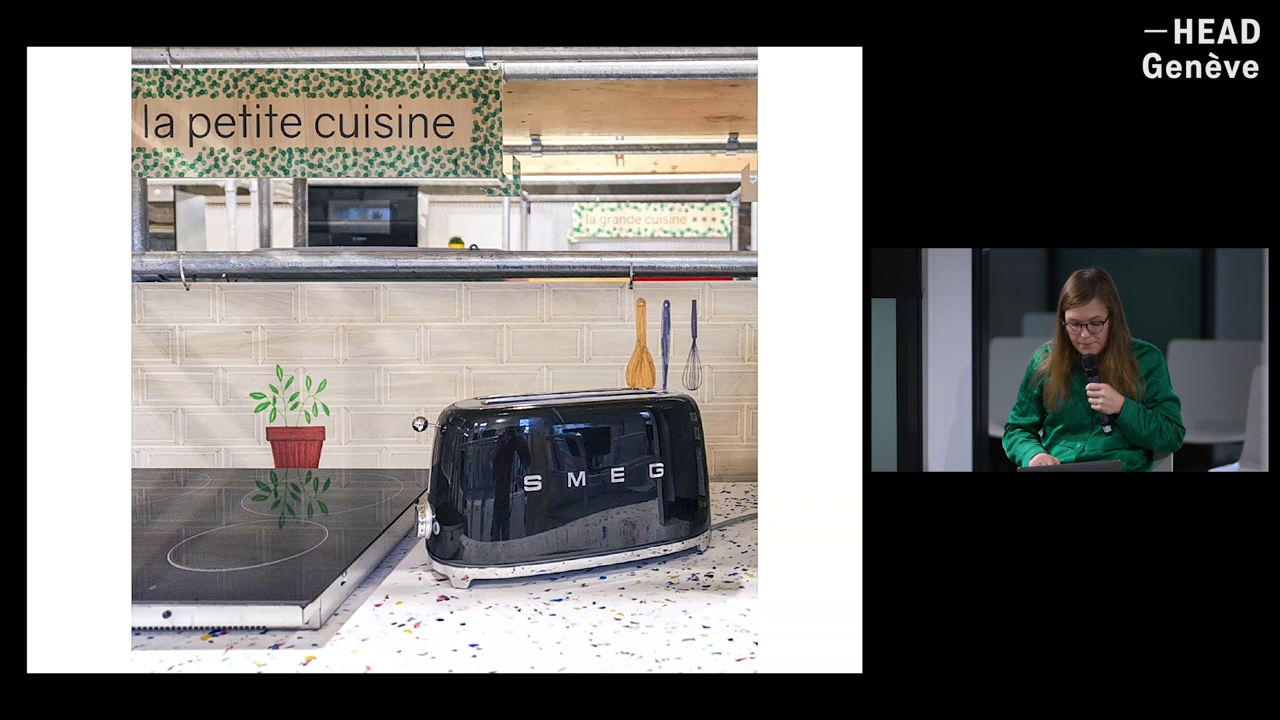 —HEAD
Genève
la petite cuisine
la grande cuisine
SMEG